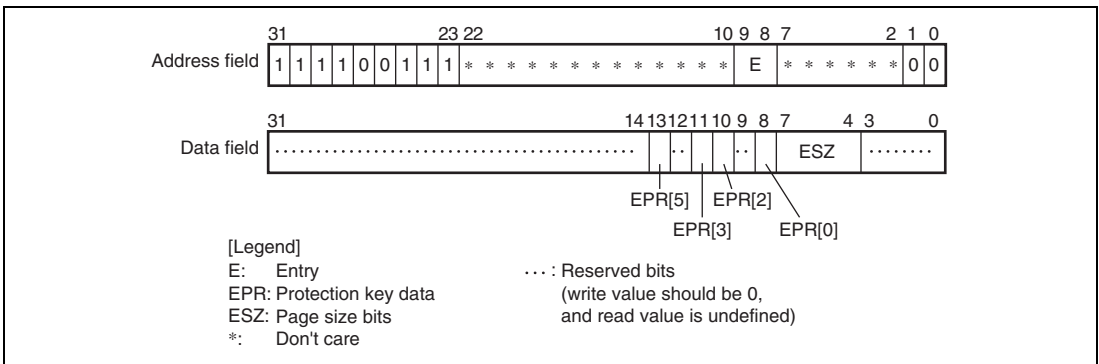 31 23 22 10 9 8 7 2 1 0
Address field 1 1 1 1 0 0 1 1 1 * * * * * * * * * * * * * E * * * * * * 0 0
31 14 13 12 11 10 9 8 7 4 3 0
Data field ESZ
EPR[5] EPR[2]
EPR[3] EPR[0]
[Legend]
E: Entry ··· : Reserved bits
EPR: Protection key data (write value should be 0,
ESZ: Page size bits and read value is undefined)
*: Don't care